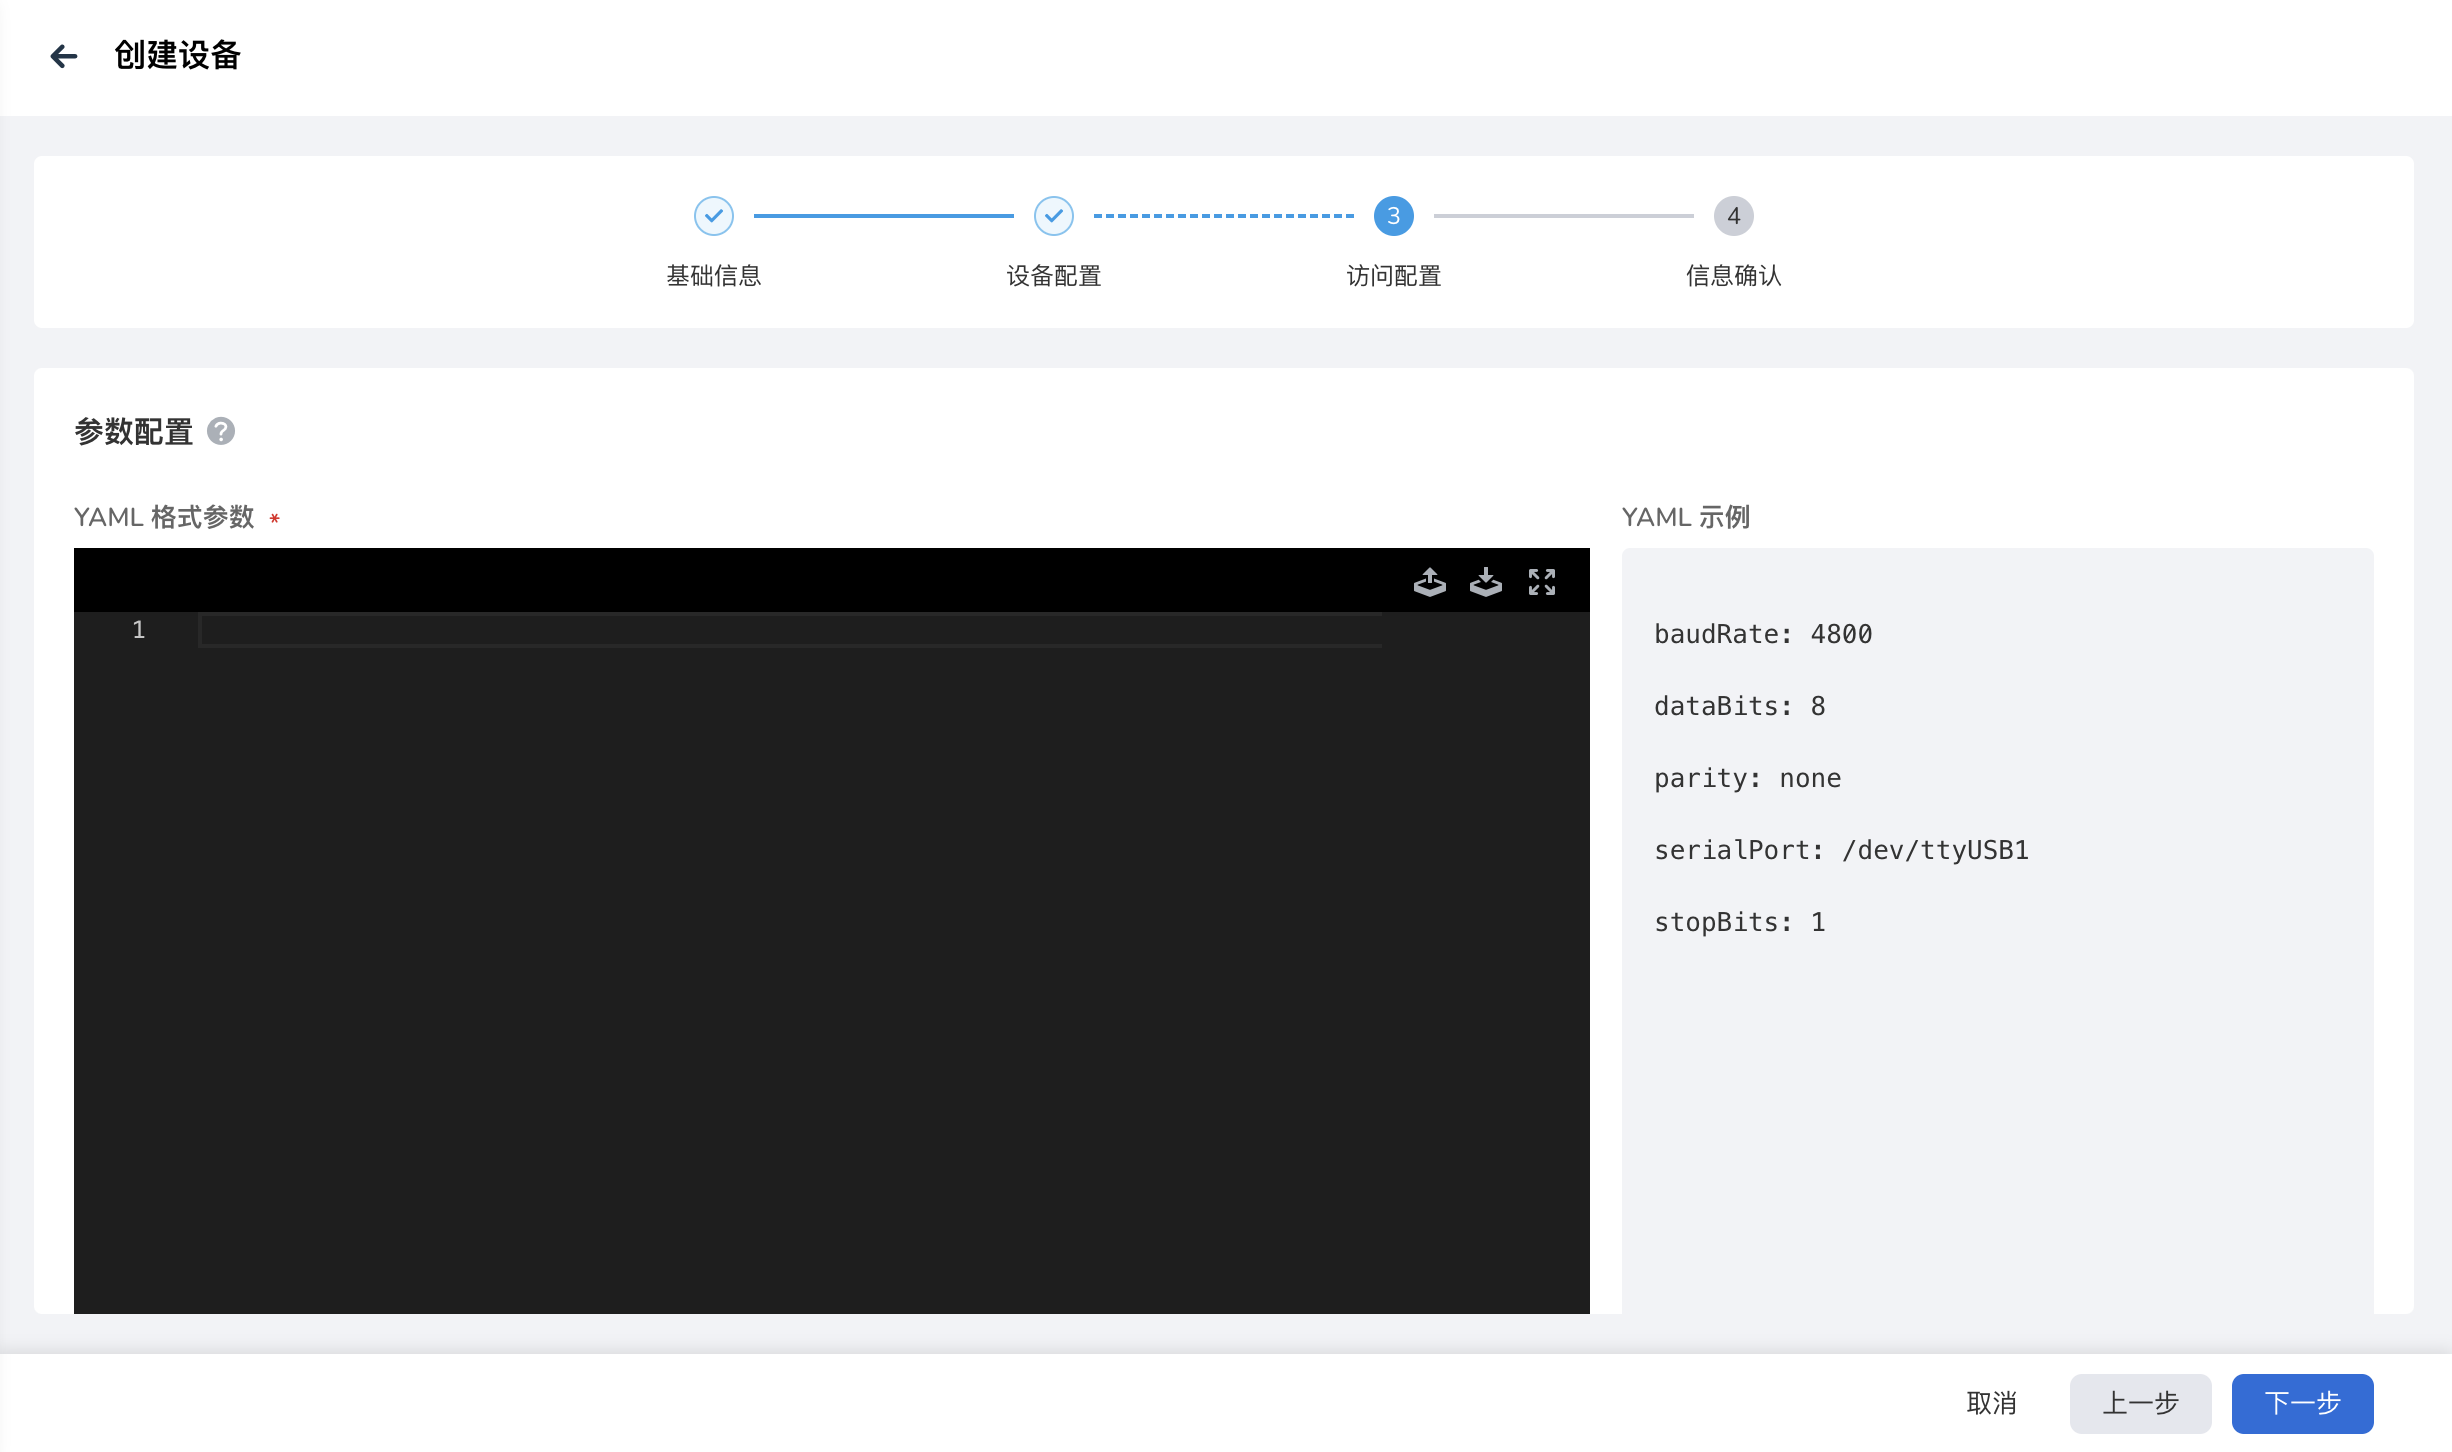 创建设备
3
4
基础信息
设备配置
访问配置
信息确认
参数配置 ?
YAML 格式参数 *
1
YAML 示例
baudRate: 4800
dataBits: 8
parity: none
serialPort: /dev/ttyUSB1
stopBits: 1
取消
上一步
下一步